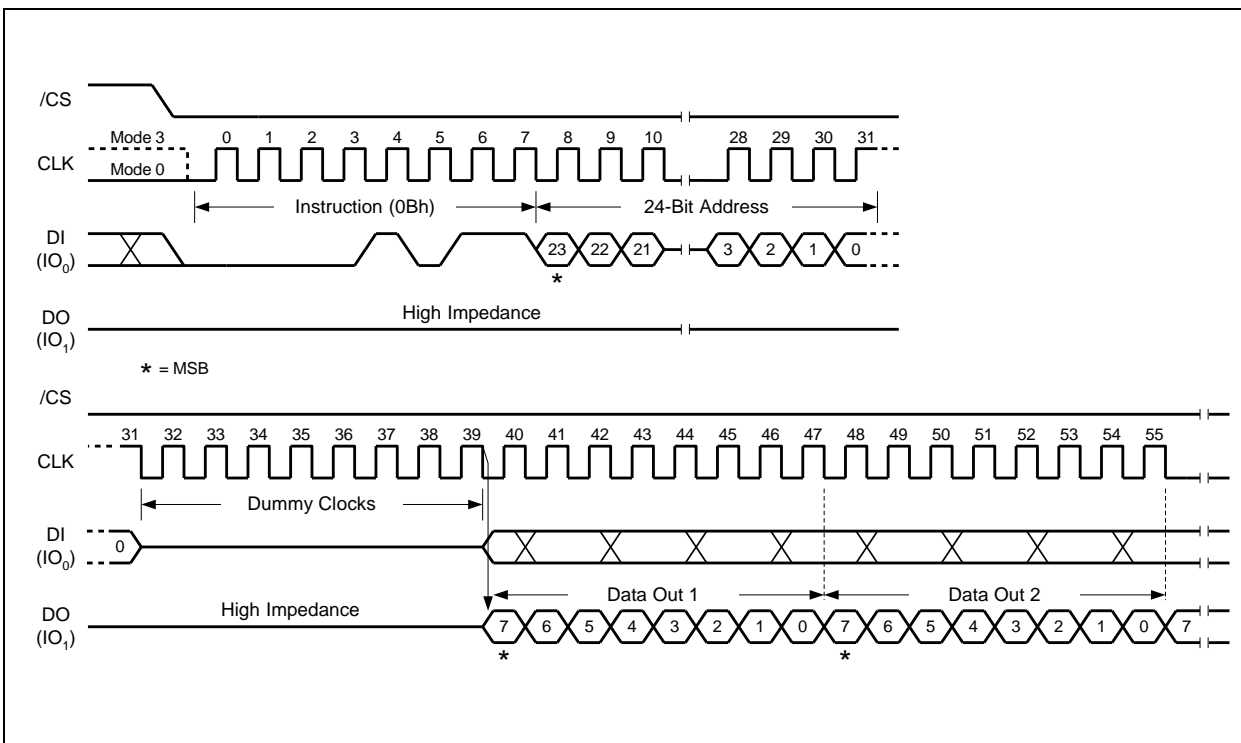 /CS
Mode 3 0 1 2 3 4 5 6 7 8 9 10 28 29 30 31
CLK
Mode 0
Instruction (0Bh) 24-Bit Address
DI
(IO0)
23 22 21 3 2 1 0
*
High Impedance
DO
(IO1)
* = MSB
/CS
31 32 33 34 35 36 37 38 39 40 41 42 43 44 45 46 47 48 49 50 51 52 53 54 55
CLK
Dummy Clocks
DI
(IO0)
0
Data Out 1 Data Out 2
High Impedance
DO
(IO1)
7 6 5 4 3 2 1 0 7 6 5 4 3 2 1 0 7
* *